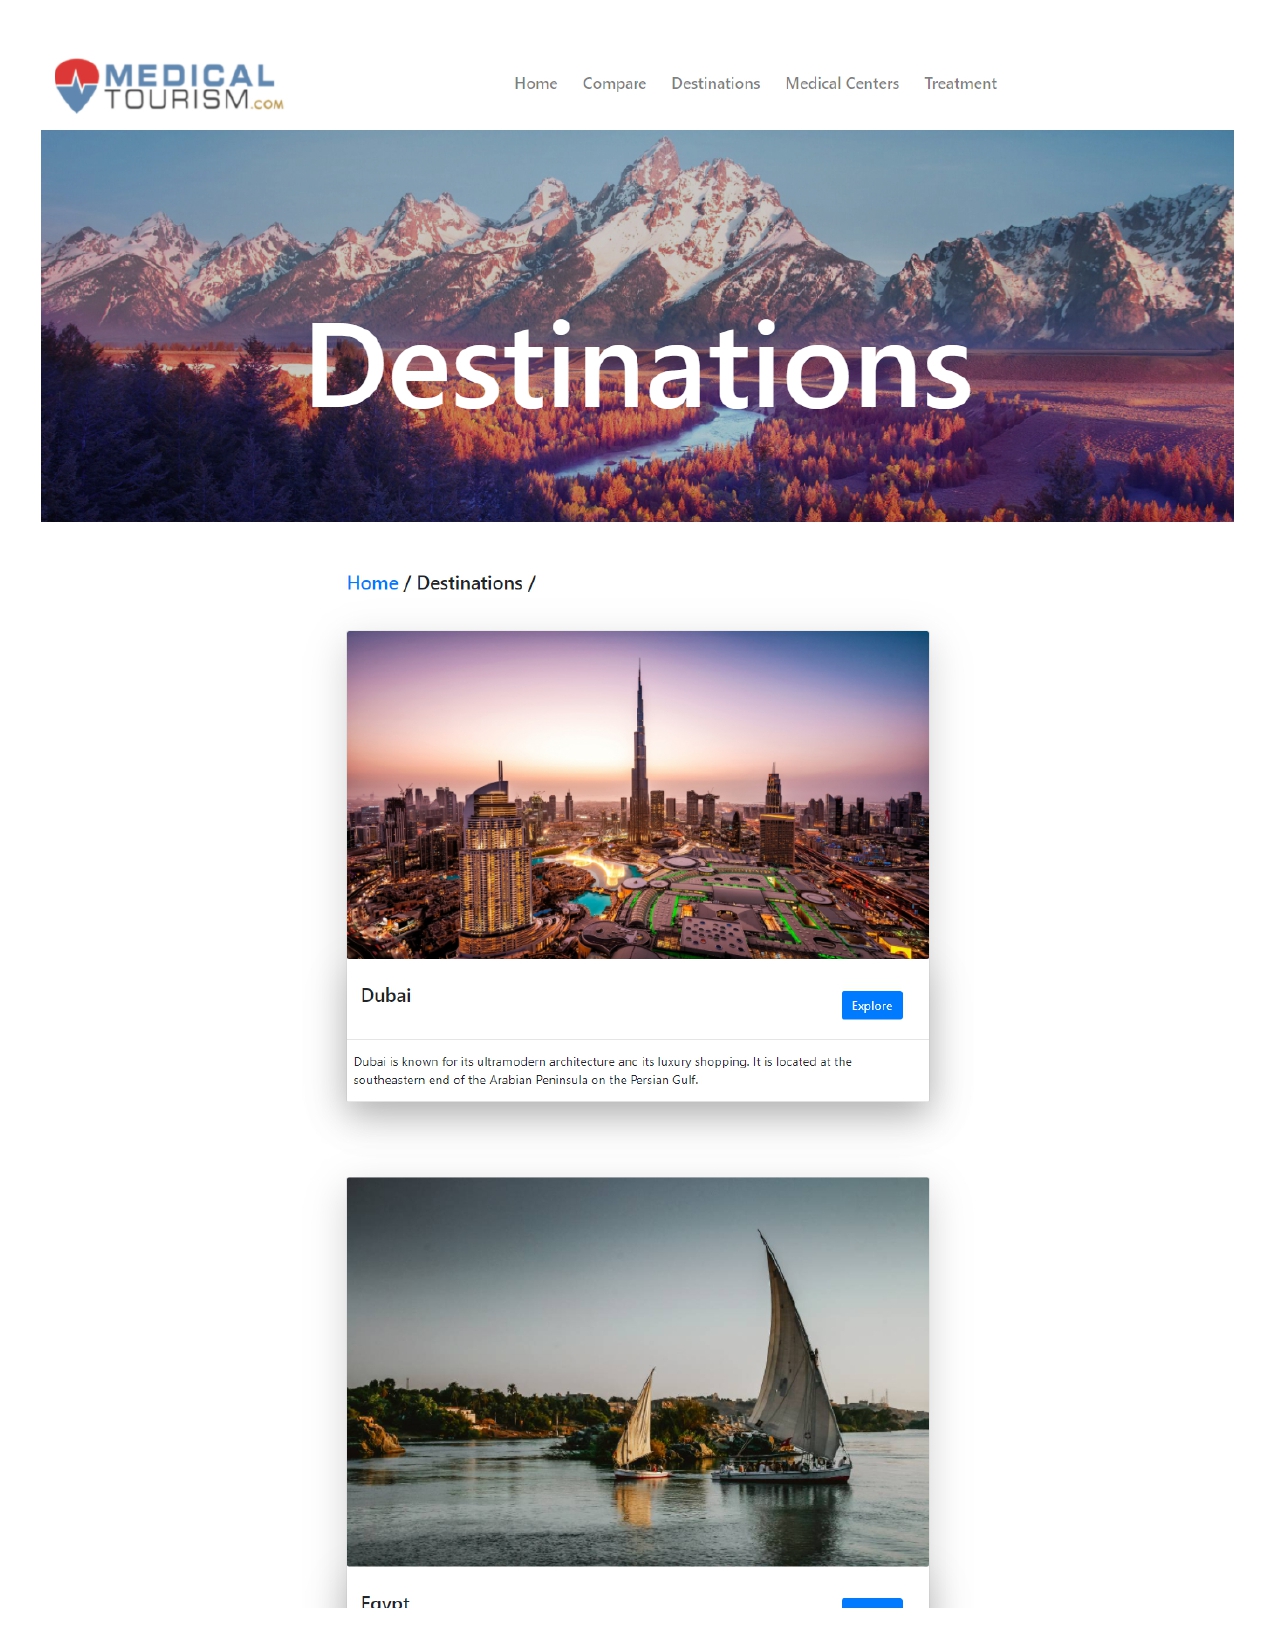 MEDICAL
TOURISM.COM
Home Compare Destinations Medical Centers Treatment
Destinations
Home / Destinations /
Dubai
Explore
Dubai is known for its ultramodern architecture and its luxury shopping. It is located at the
southeastern end of the Arabian Peninsula on the Persian Gulf.
Egypt